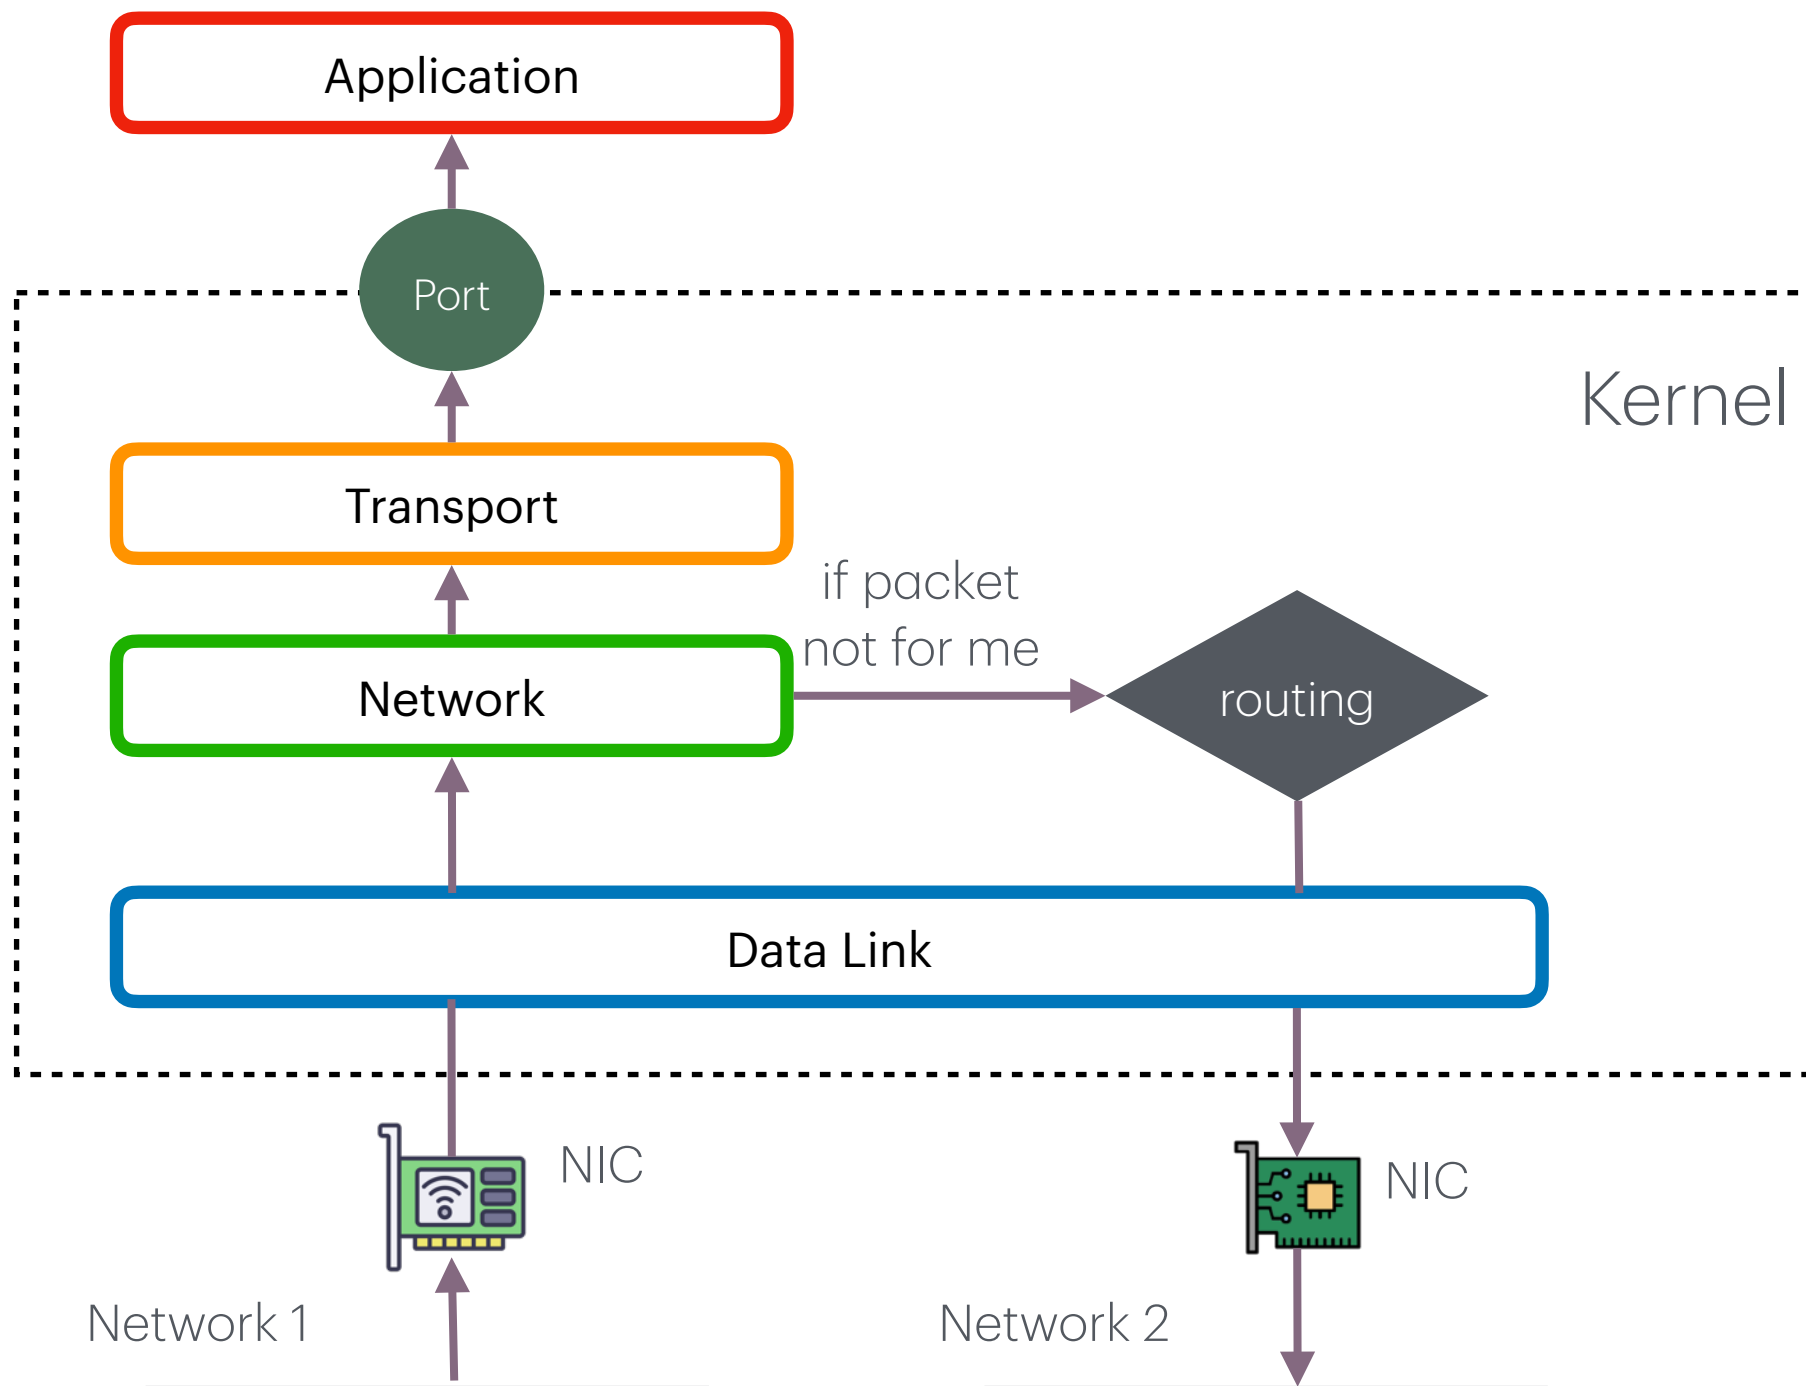 Application
Port
Kernel
Transport
if packet
not for me
Network
routing
Data Link
NIC
NIC
Network 1
Network 2